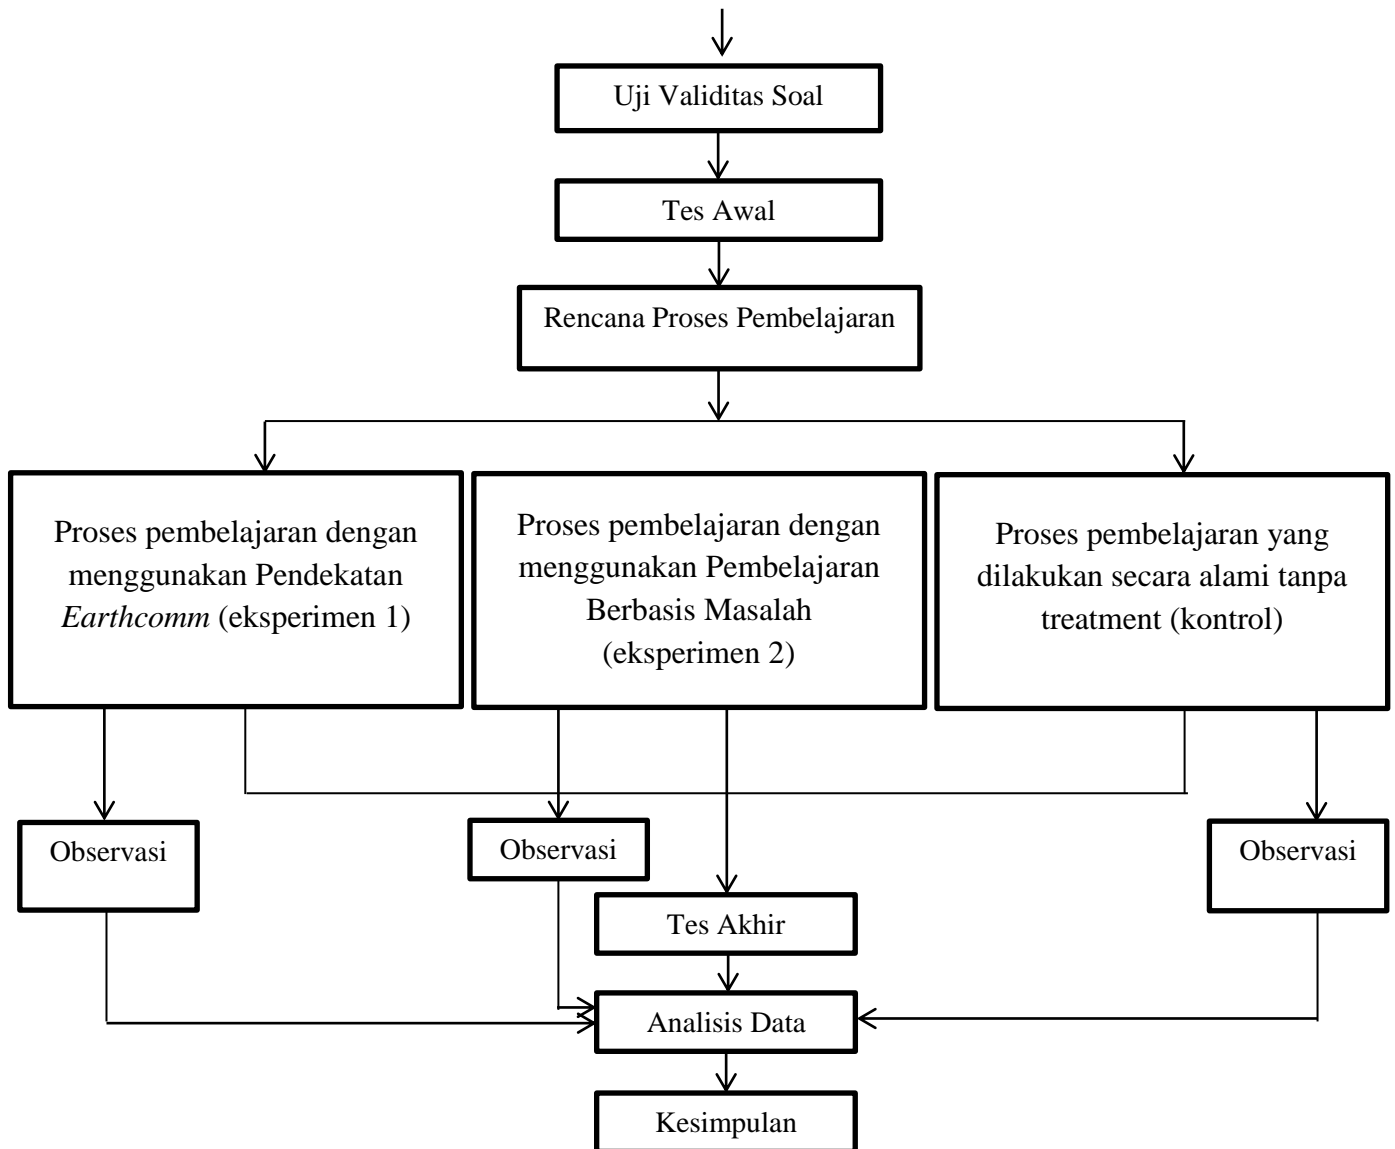 Uji Validitas Soal
Tes Awal
Rencana Proses Pembelajaran
Proses pembelajaran dengan
menggunakan Pendekatan
Earthcomm (eksperimen 1)
Proses pembelajaran dengan
menggunakan Pembelajaran
Berbasis Masalah
(eksperimen 2)
Proses pembelajaran yang
dilakukan secara alami tanpa
treatment (kontrol)
Observasi
Observasi
Observasi
Tes Akhir
Analisis Data
Kesimpulan